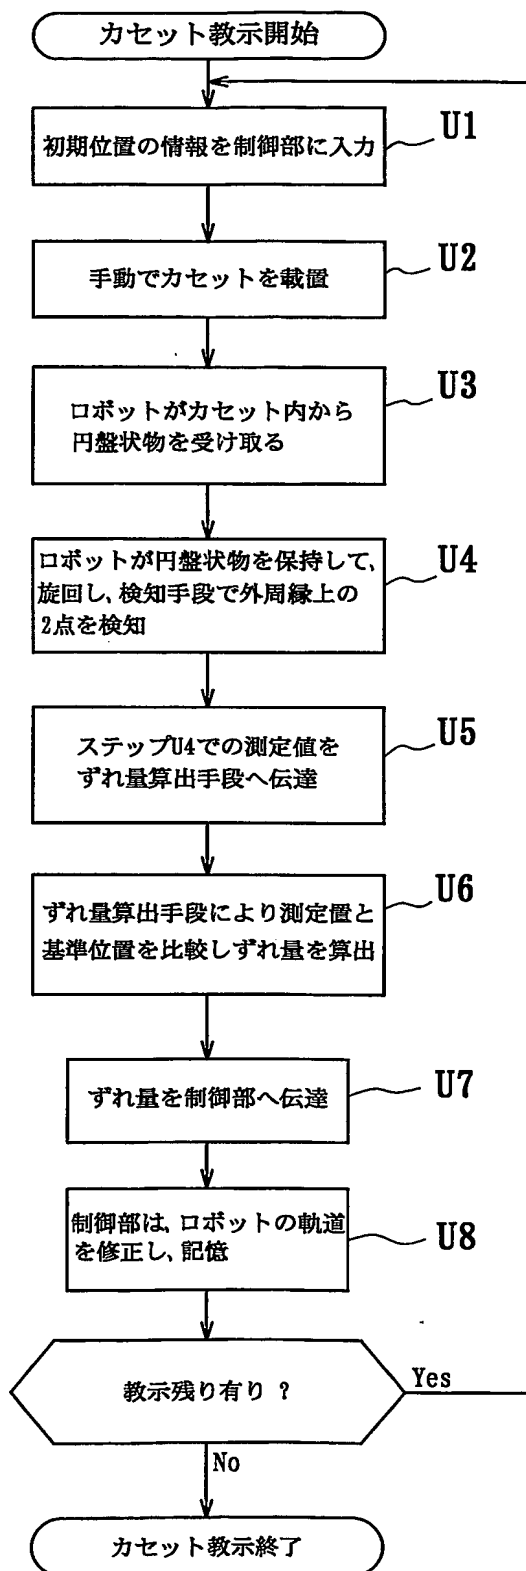 カセット教示開始
初期位置の情報を制御部に入力
U1
手動でカセットを載置
U2
ロボットがカセット内から
円盤状物を受け取る
U3
ロボットが円盤状物を保持して、
旋回し、検知手段で外周縁上の
2点を検知
U4
ステップU4での測定値を
ずれ量算出手段へ伝達
U5
ずれ量算出手段により測定置と
基準位置を比較しずれ量を算出
U6
ずれ量を制御部へ伝達
U7
制御部は、ロボットの軌道
を修正し、記憶
U8
教示残り有り ?
Yes
No
カセット教示終了